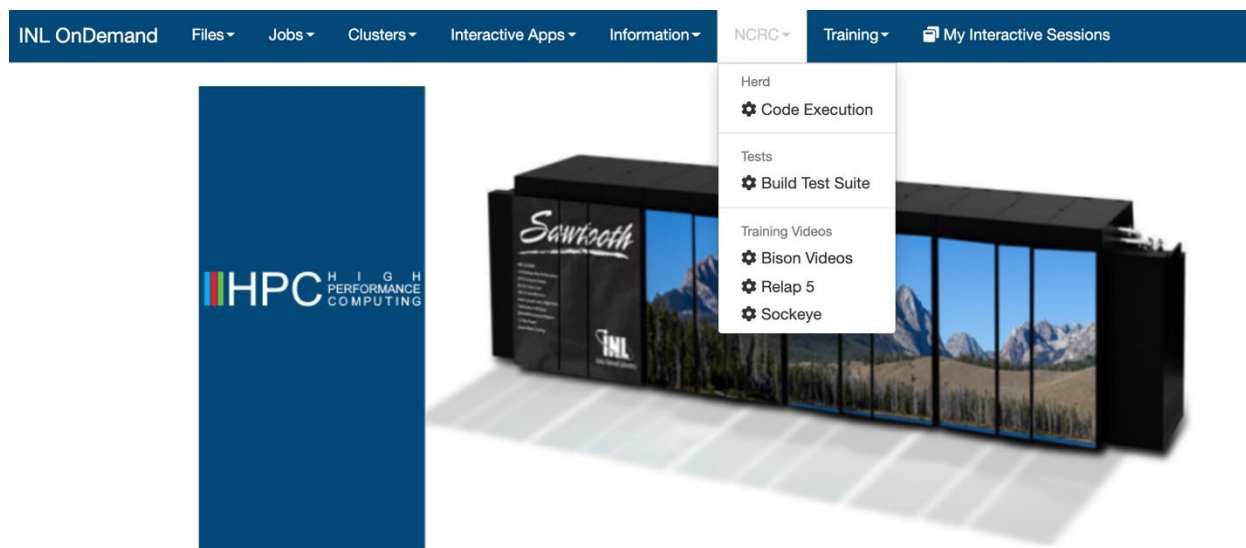 INL OnDemand Files Jobs Clusters Interactive Apps Information NCRC Training My Interactive Sessions
Herd
Code Execution
Tests
Build Test Suite
Training Videos
Bison Videos
Relap 5
Sockeye
HPC HIGH PERFORMANCE COMPUTING
Sawtooth
INL